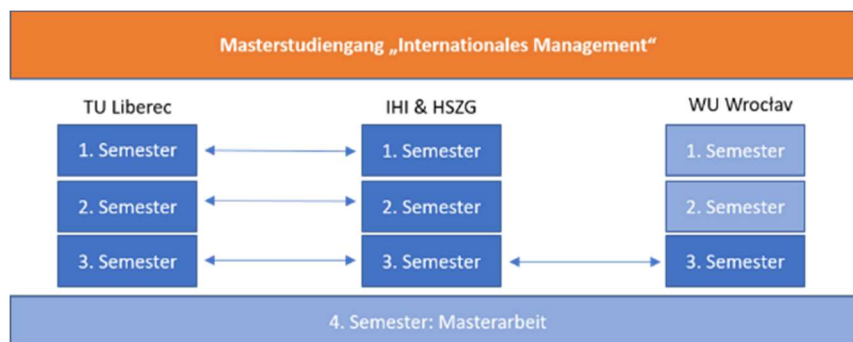 Masterstudiengang „Internationales Management“
TU Liberec
IHI & HSZG
WU Wrocłav
1. Semester
1. Semester
1. Semester
2. Semester
2. Semester
2. Semester
3. Semester
3. Semester
3. Semester
4. Semester: Masterarbeit